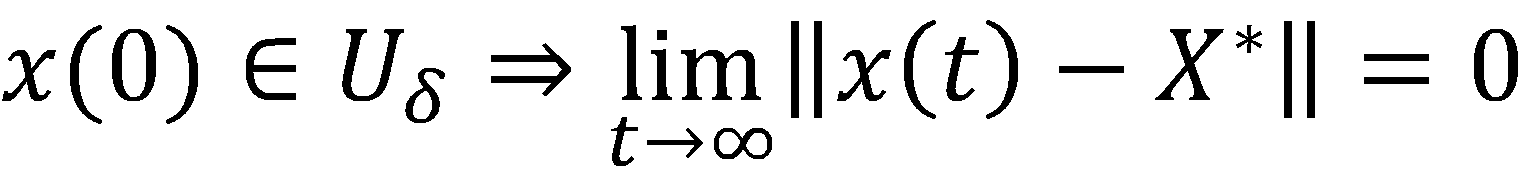 x(0) ∈ U_δ ⇒ lim_{t→∞} ‖x(t) − X*‖ = 0